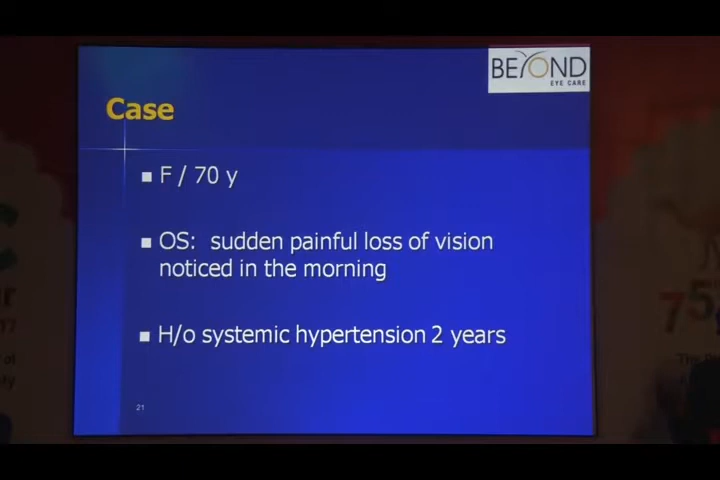 BEYOND
EYE CARE
Case
F / 70 y
OS: sudden painful loss of vision
noticed in the morning
H/o systemic hypertension 2 years
21
75